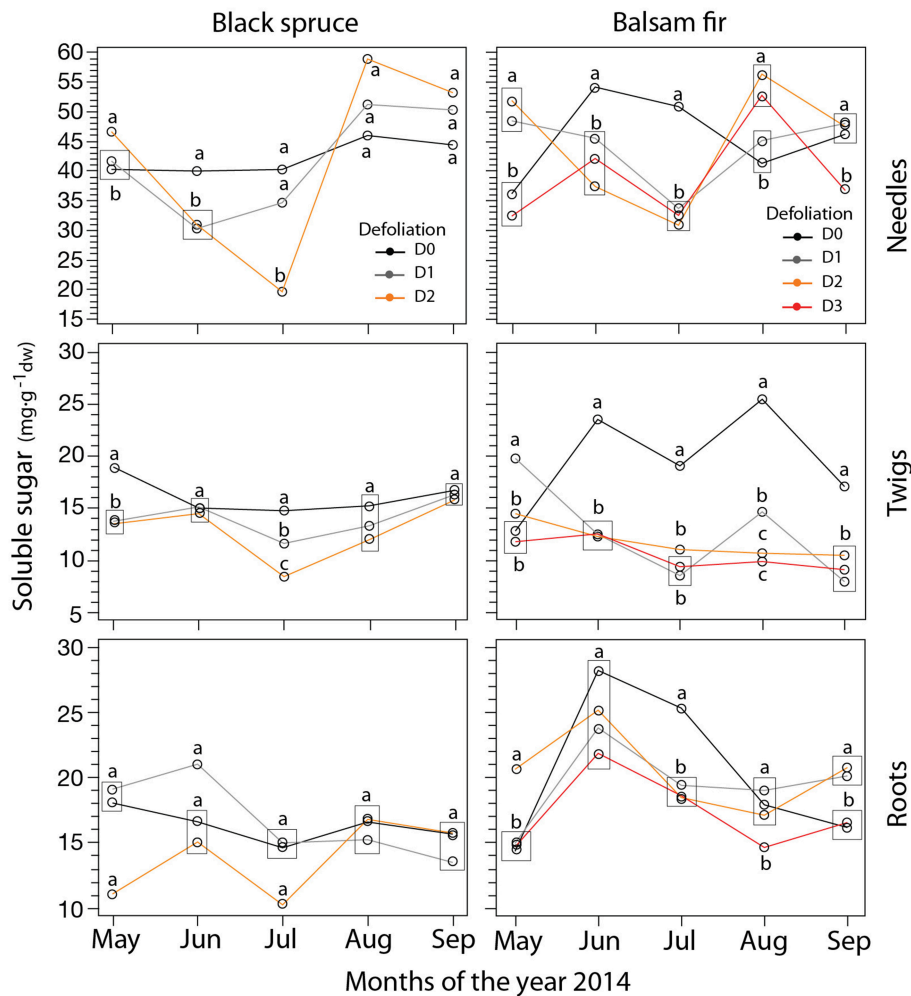 Black spruce
Balsam fir
60
55
50
45
40
35
30
25
20
15
a
b
a
b
a
a
b
a
a
a
a
a
a
Defoliation
D0
D1
D2
a
b
b
a
b
a
b
a
b
a
b
a
b
Defoliation
D0
D1
D2
D3
Needles
30
25
20
15
10
5
a
b
a
a
b
c
a
a
a
b
b
a
b
a
b
b
a
b
c
c
a
b
Twigs
30
25
20
15
10
a
a
a
a
a
a
a
a
a
b
a
a
b
a
b
a
b
Roots
May
Jun
Jul
Aug
Sep
May
Jun
Jul
Aug
Sep
Soluble sugar (mg·g⁻¹dw)
Months of the year 2014